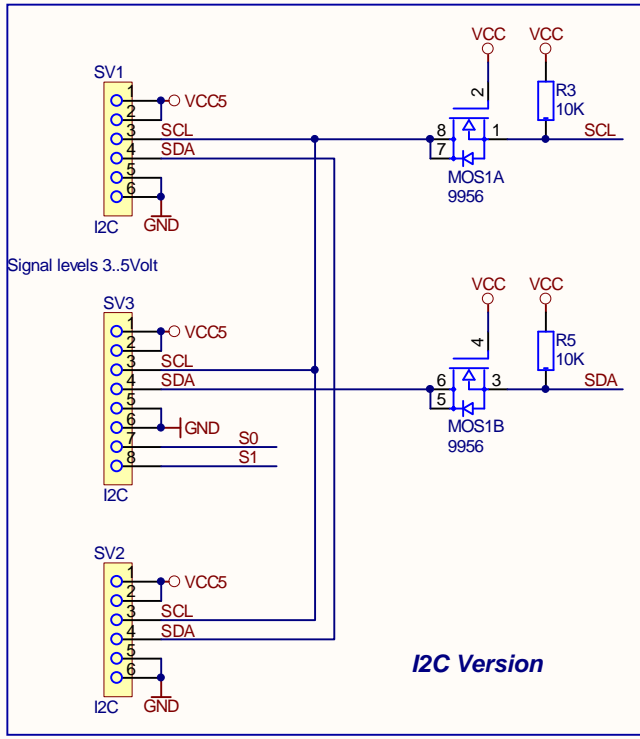 SV1
1
2
3
4
5
6
VCC5
SCL
SDA
GND
I2C
Signal levels 3..5Volt
VCC
VCC
2
8
7
1
R3
10K
SCL
MOS1A
9956
SV3
1
2
3
4
5
6
7
8
VCC5
SCL
SDA
GND
S0
S1
I2C
VCC
VCC
4
6
5
3
R5
10K
SDA
MOS1B
9956
SV2
1
2
3
4
5
6
VCC5
SCL
SDA
GND
I2C
I2C Version